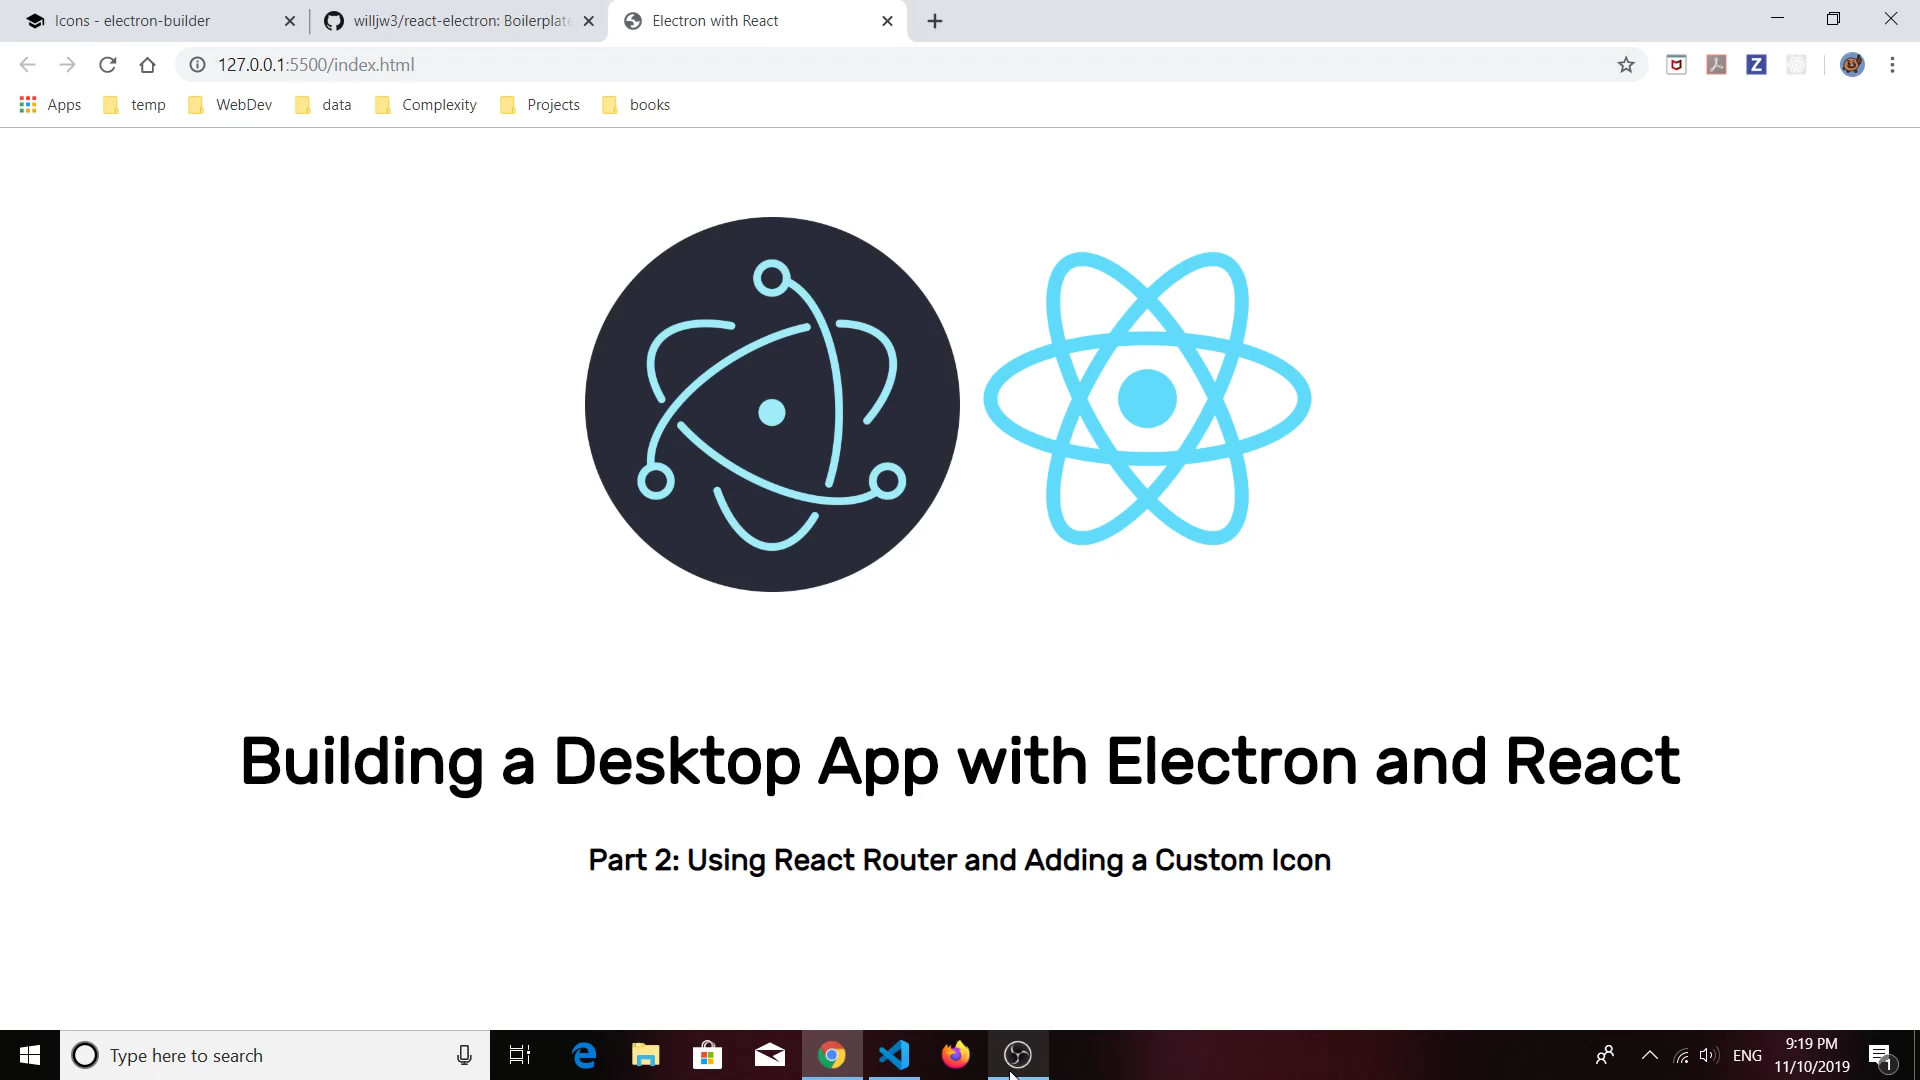 Icons - electron-builder
willjw3/react-electron: Boilerplate
Electron with React
127.0.0.1:5500/index.html
Z
Apps
temp
WebDev
data
Complexity
Projects
books
Building a Desktop App with Electron and React
Part 2: Using React Router and Adding a Custom Icon
Type here to search
ENG
9:19 PM
11/10/2019
1